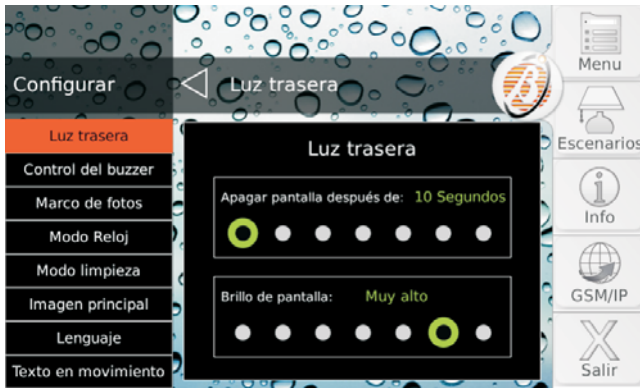 Configurar
Luz trasera
Luz trasera
Control del buzzer
Marco de fotos
Modo Reloj
Modo limpieza
Imagen principal
Lenguaje
Texto en movimiento
Luz trasera
Apagar pantalla después de: 10 Segundos
Brillo de pantalla: Muy alto
Menu
Escenarios
Info
GSM/IP
Salir